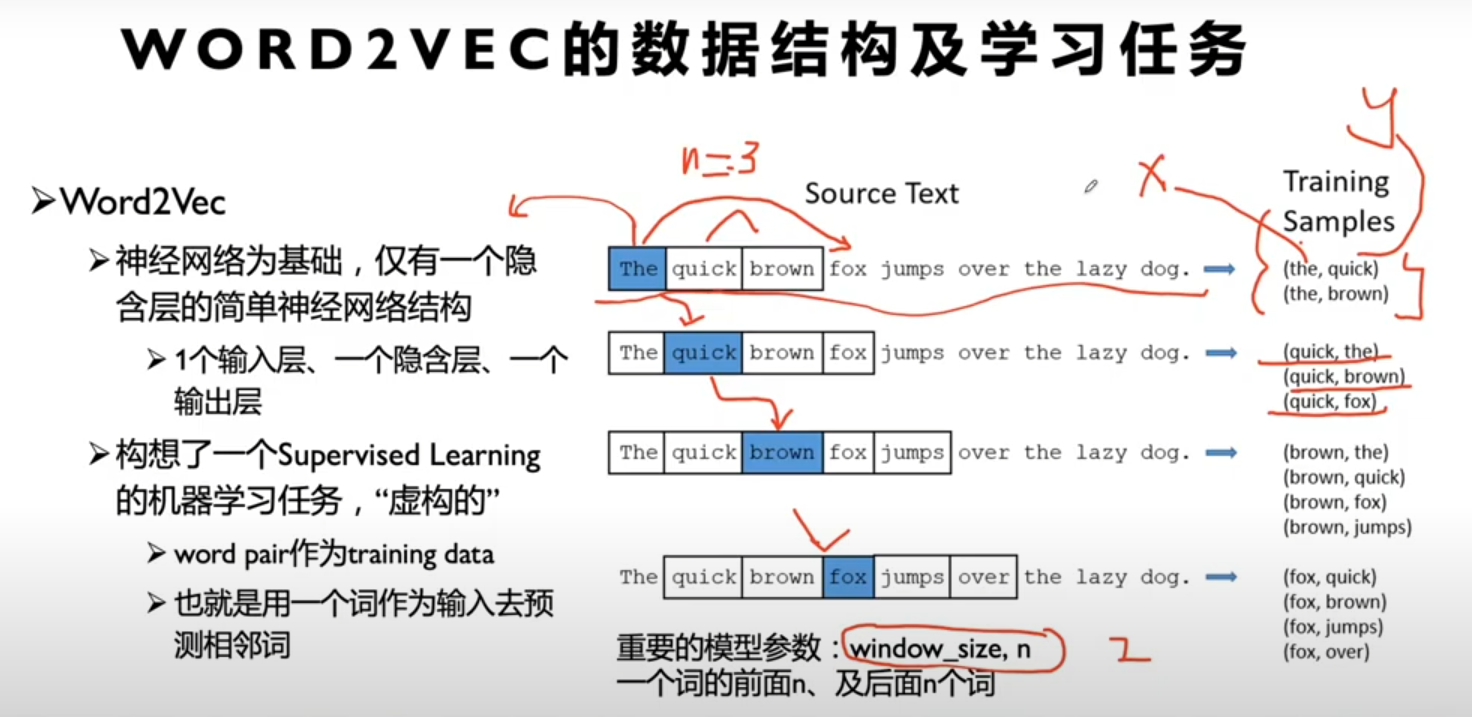 WORD2VEC的数据结构及学习任务
y
n=3
x
Source Text
Training
Samples
➢Word2Vec
➢神经网络为基础，仅有一个隐
含层的简单神经网络结构
➢1个输入层、一个隐含层、一个
输出层
➢构想了一个Supervised Learning
的机器学习任务，“虚构的”
➢word pair作为training data
➢也就是用一个词作为输入去预
测相邻词
The quick brown fox jumps over the lazy dog.
(the, quick)
(the, brown)
The quick brown fox jumps over the lazy dog.
(quick, the)
(quick, brown)
(quick, fox)
The quick brown fox jumps over the lazy dog.
(brown, the)
(brown, quick)
(brown, fox)
(brown, jumps)
The quick brown fox jumps over the lazy dog.
(fox, quick)
(fox, brown)
(fox, jumps)
(fox, over)
重要的模型参数：window_size, n
2
一个词的前面n、及后面n个词